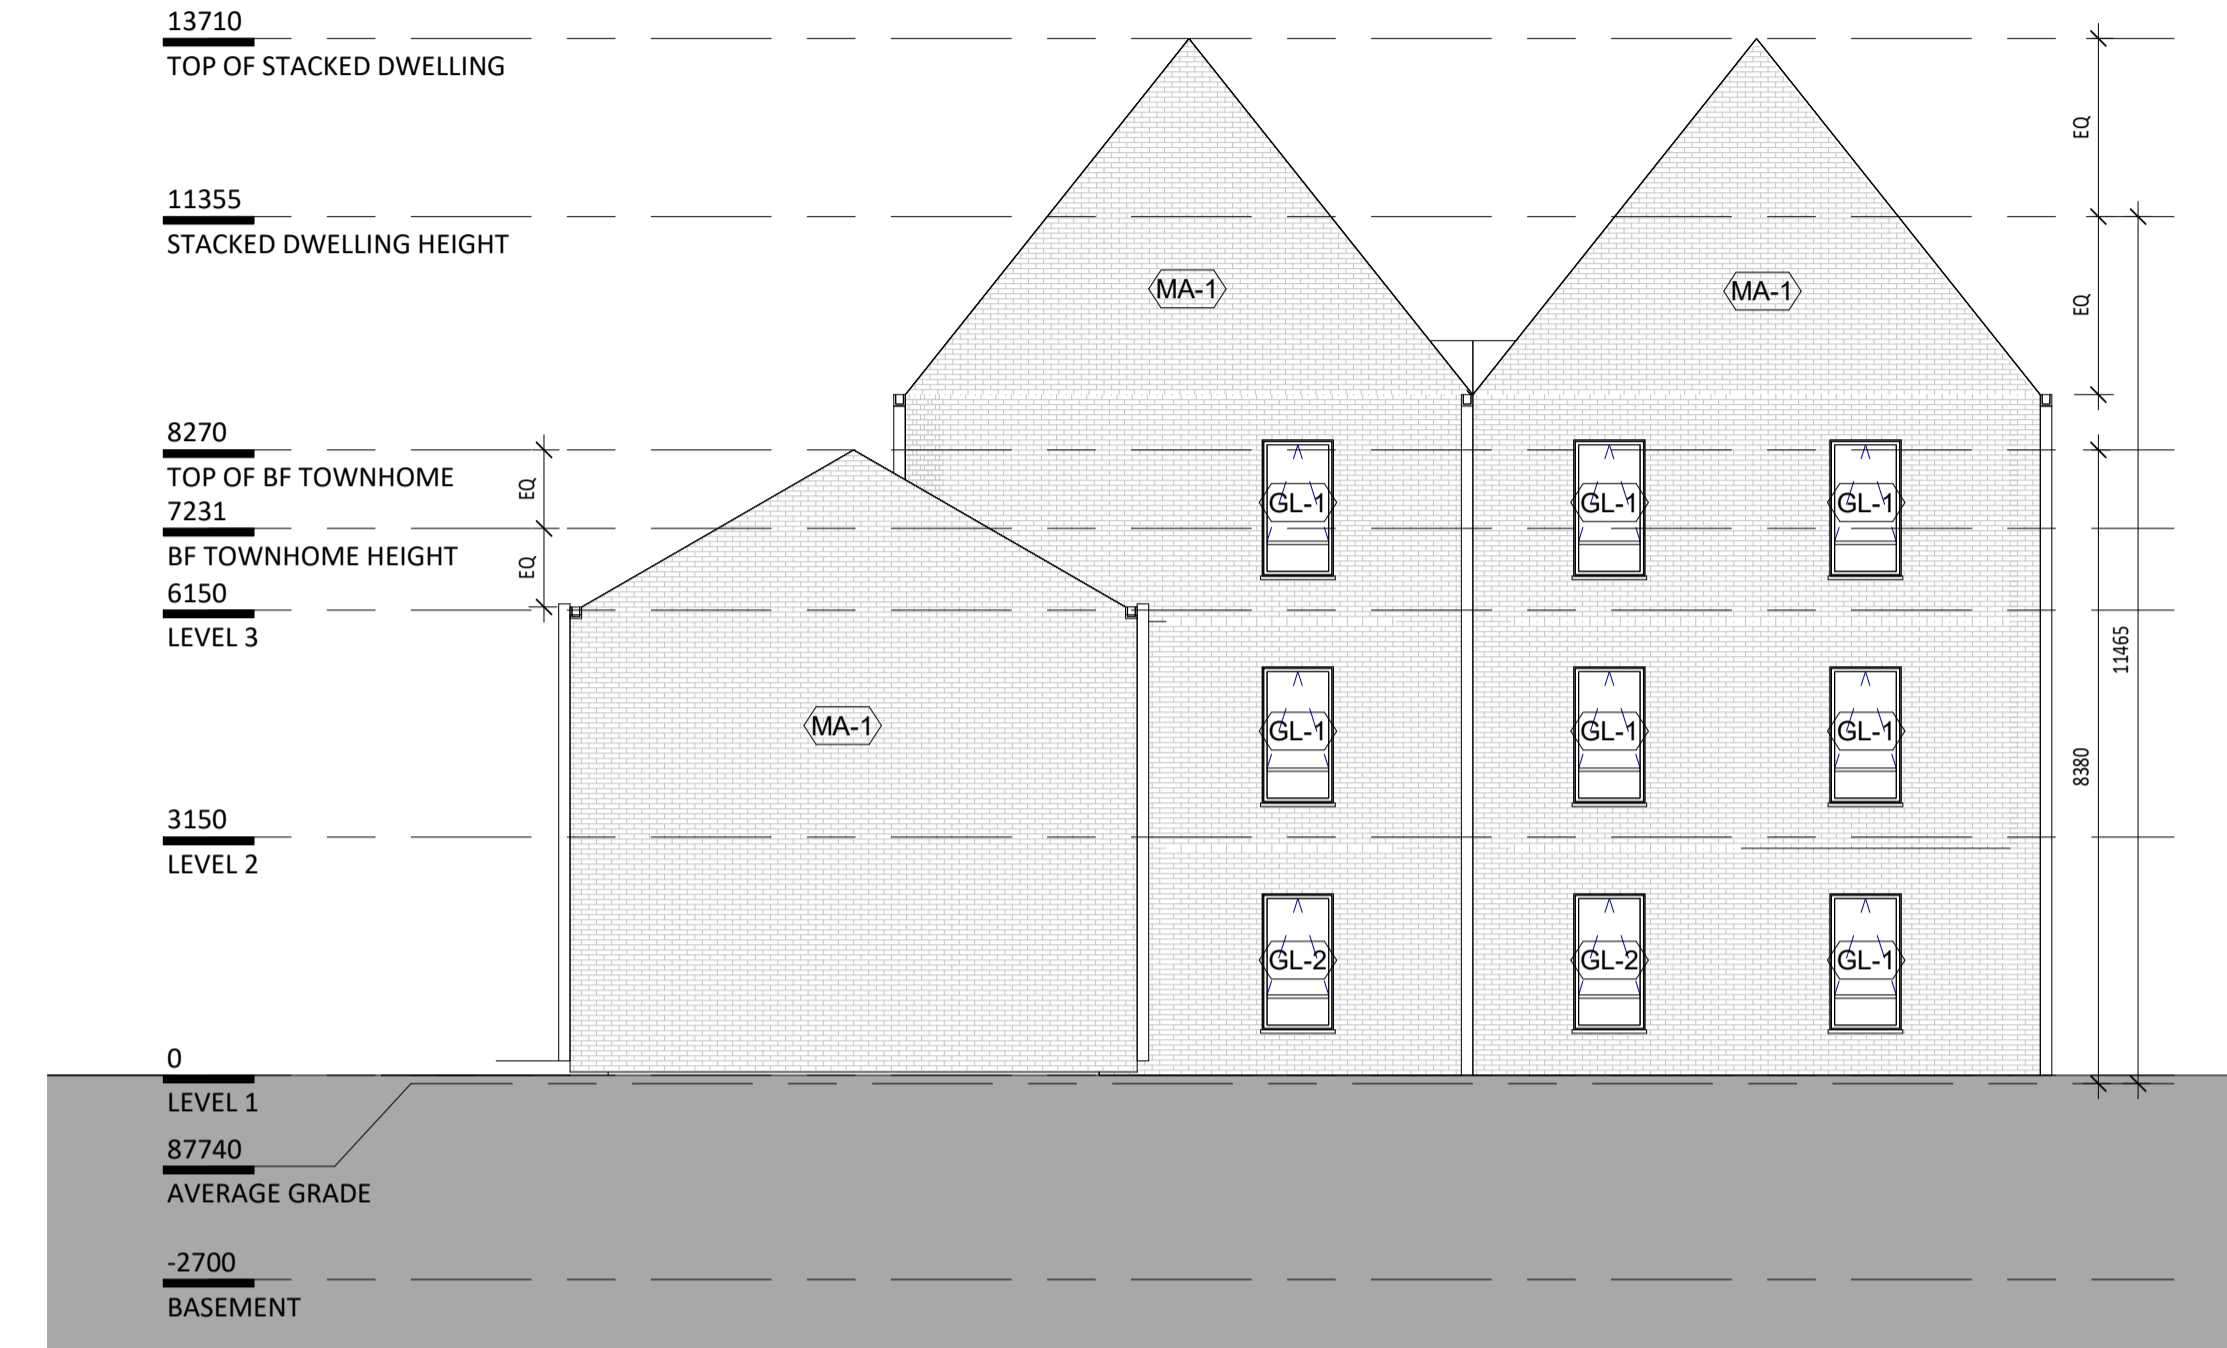 13710
TOP OF STACKED DWELLING
EQ
11355
STACKED DWELLING HEIGHT
MA-1
MA-1
EQ
8270
TOP OF BF TOWNHOME
EQ
GL-1
GL-1
GL-1
7231
BF TOWNHOME HEIGHT
EQ
6150
LEVEL 3
11465
MA-1
GL-1
GL-1
GL-1
8380
3150
LEVEL 2
GL-2
GL-2
GL-1
0
LEVEL 1
87740
AVERAGE GRADE
-2700
BASEMENT